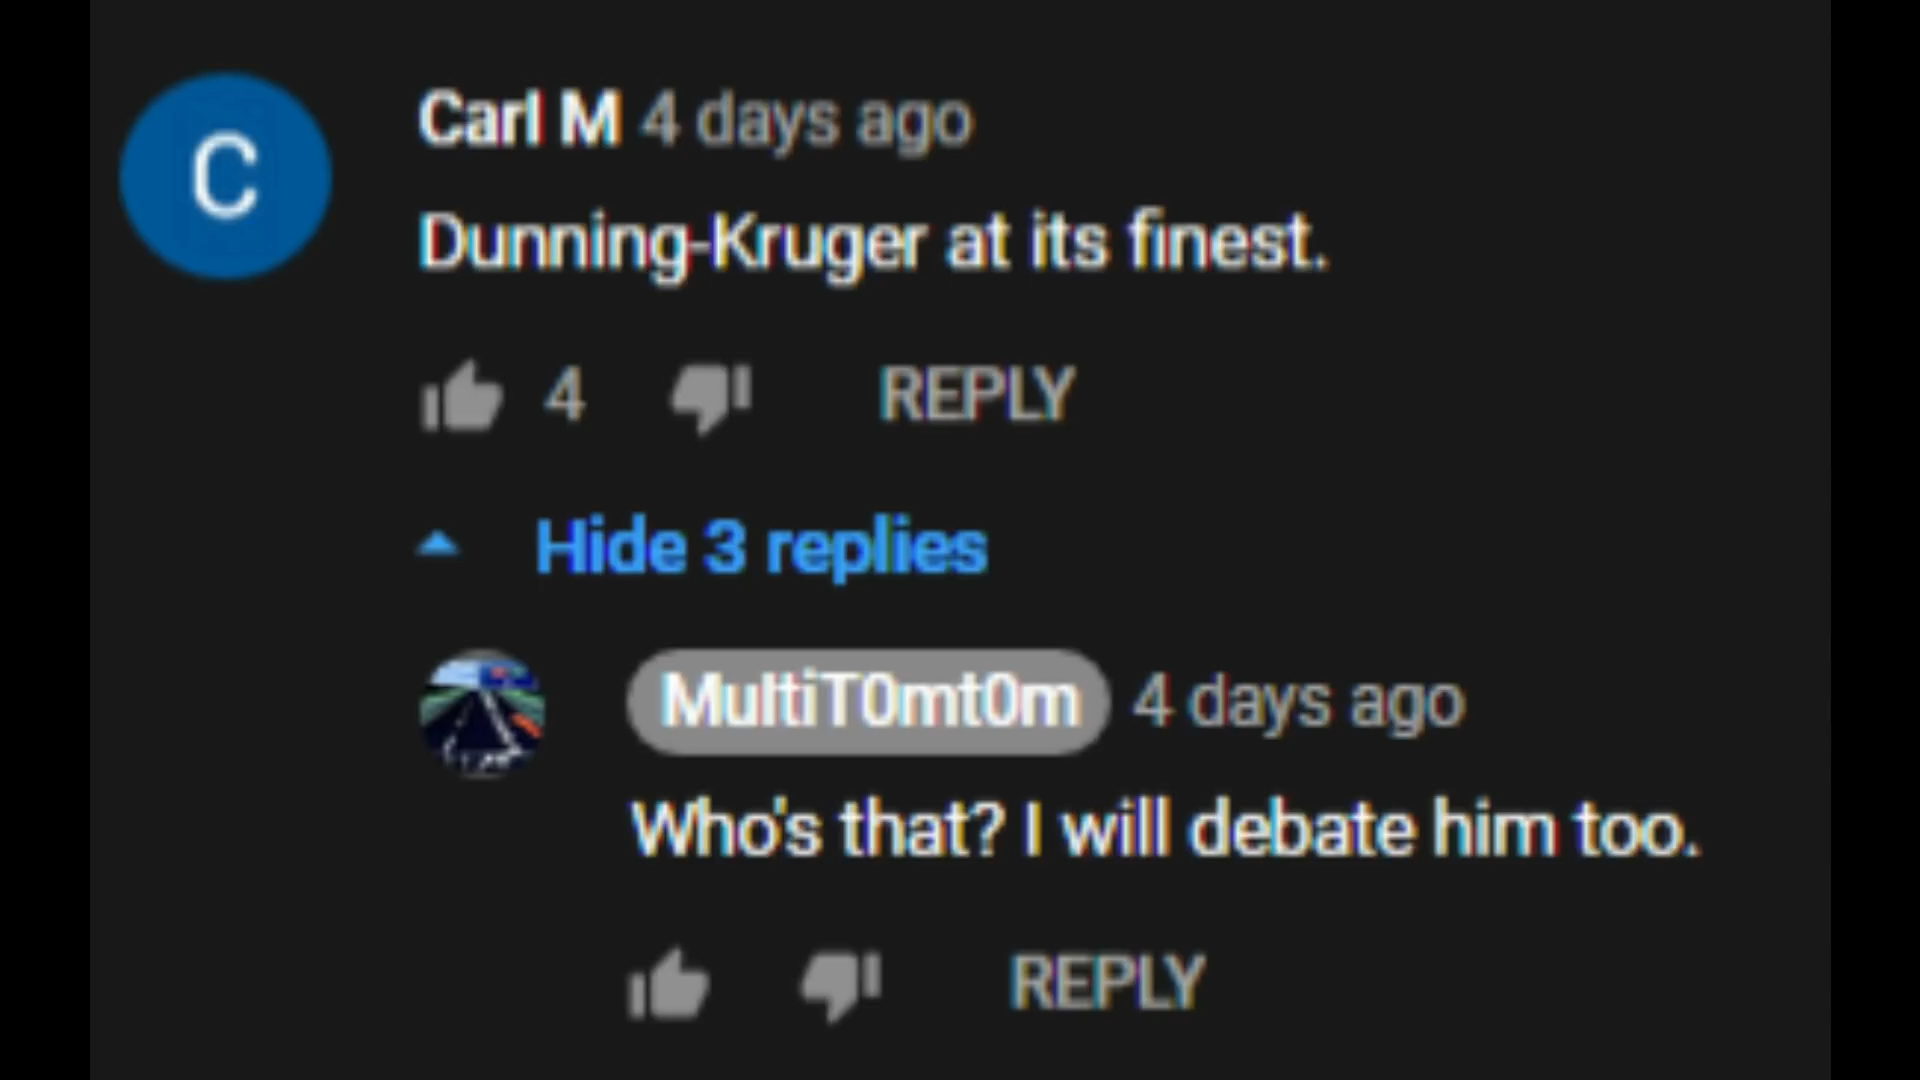 C
Carl M 4 days ago
Dunning-Kruger at its finest.
4 REPLY
Hide 3 replies
MultiT0mt0m 4 days ago
Who's that? I will debate him too.
REPLY